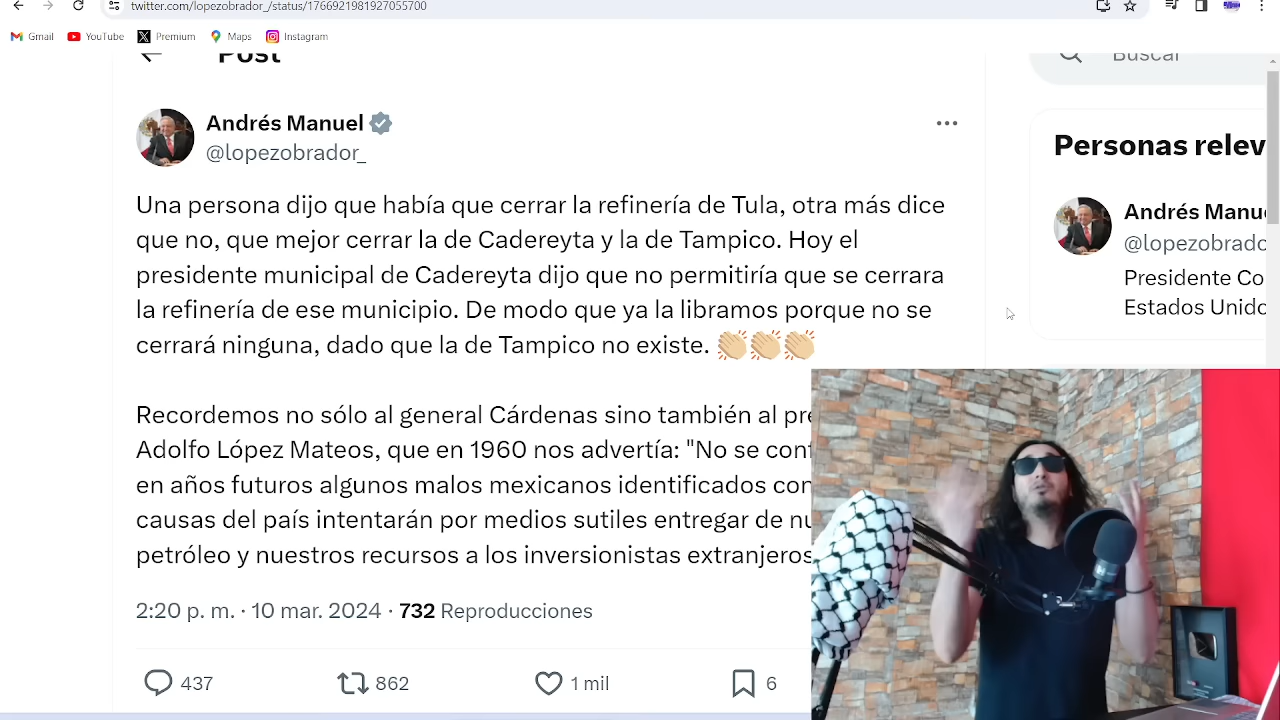 twitter.com/lopezobrador_/status/1766921981927055700
Gmail YouTube Premium Maps Instagram
Post
Buscar
Andrés Manuel
@lopezobrador_
Una persona dijo que había que cerrar la refinería de Tula, otra más dice
que no, que mejor cerrar la de Cadereyta y la de Tampico. Hoy el
presidente municipal de Cadereyta dijo que no permitiría que se cerrara
la refinería de ese municipio. De modo que ya la libramos porque no se
cerrará ninguna, dado que la de Tampico no existe. 👏🏼👏🏼👏🏼
Recordemos no sólo al general Cárdenas sino también al pre
Adolfo López Mateos, que en 1960 nos advertía: "No se conf
en años futuros algunos malos mexicanos identificados con
causas del país intentarán por medios sutiles entregar de nu
petróleo y nuestros recursos a los inversionistas extranjeros
2:20 p. m. · 10 mar. 2024 · 732 Reproducciones
437 862 1 mil 6
Personas relev
Andrés Manu
@lopezobrado
Presidente Co
Estados Unido